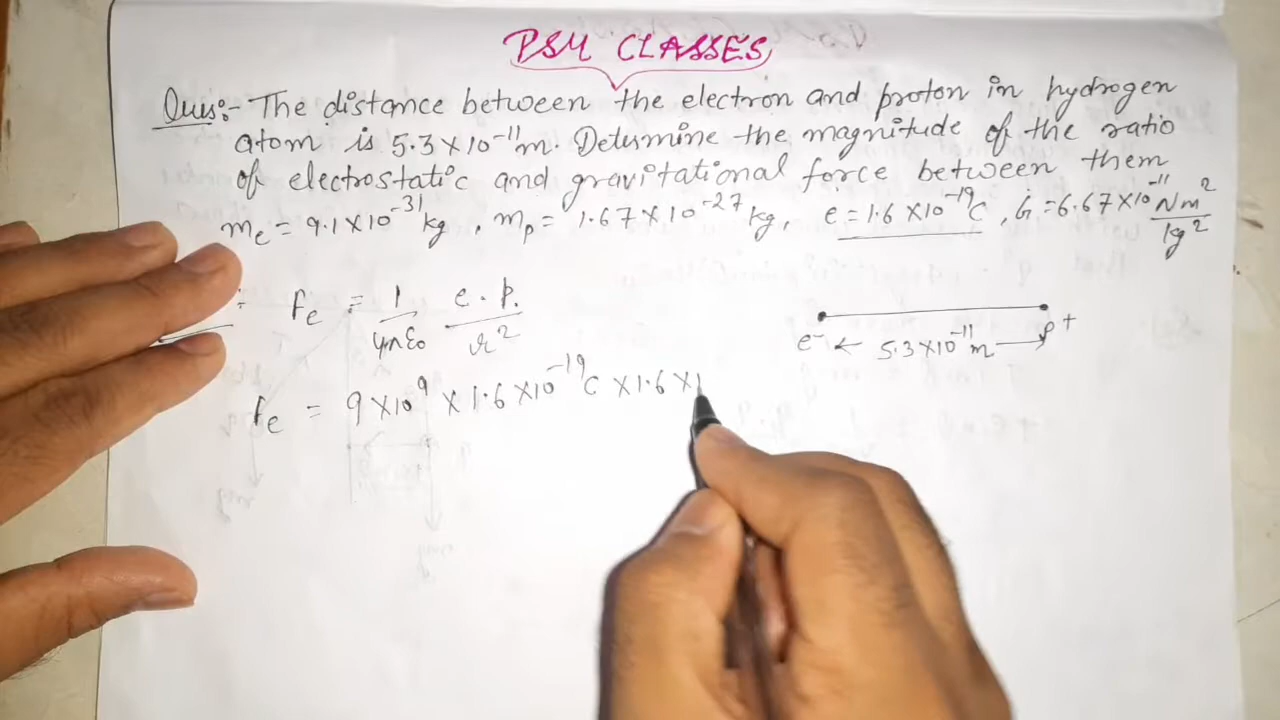 PSM CLASSES
Ques:- The distance between the electron and proton in hydrogen
atom is 5.3×10⁻¹¹m. Determine the magnitude of the ratio
of electrostatic and gravitational force between them
me = 9.1×10⁻³¹ kg, mp = 1.67×10⁻²⁷ kg, e = 1.6×10⁻¹⁹C, G = 6.67×10⁻¹¹ Nm²/kg²
Fe = 1/4πε₀ e.p./r²
e⁻ ← 5.3×10⁻¹¹m → p⁺
Fe = 9×10⁹ × 1.6×10⁻¹⁹C × 1.6×1